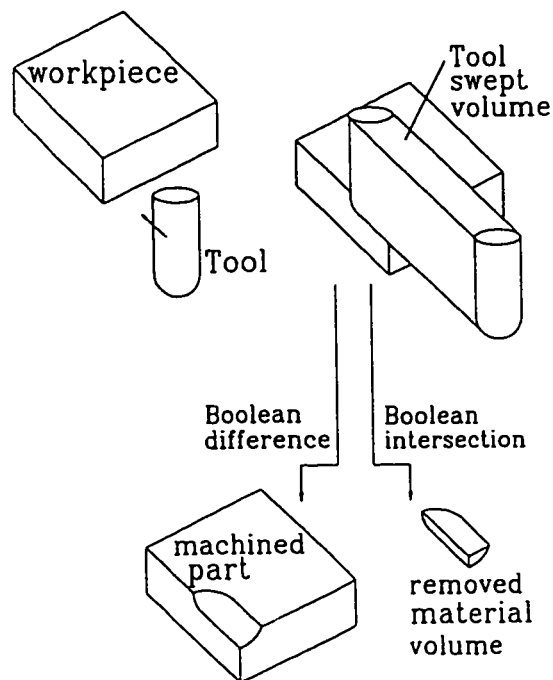 workpiece
Tool
swept
volume
Tool
Boolean
difference
Boolean
intersection
machined
part
removed
material
volume